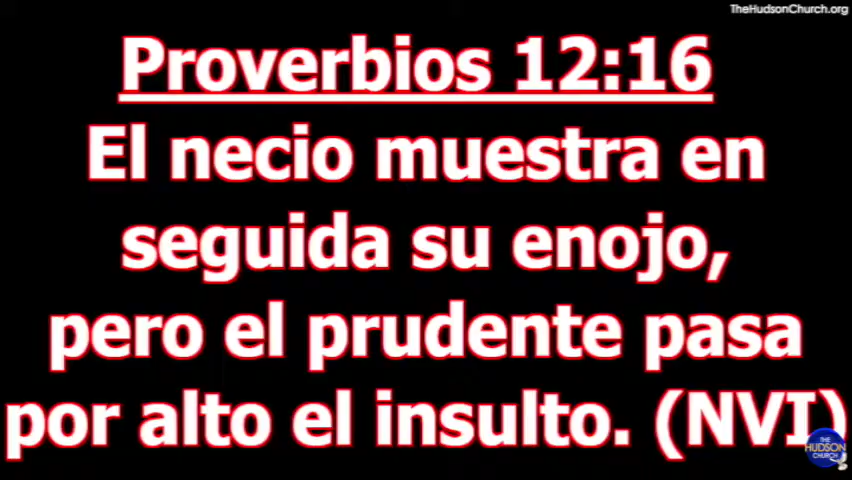 TheHudsonChurch.org
Proverbios 12:16
El necio muestra en
seguida su enojo,
pero el prudente pasa
por alto el insulto. (NVI)
THE
HUDSON
CHURCH